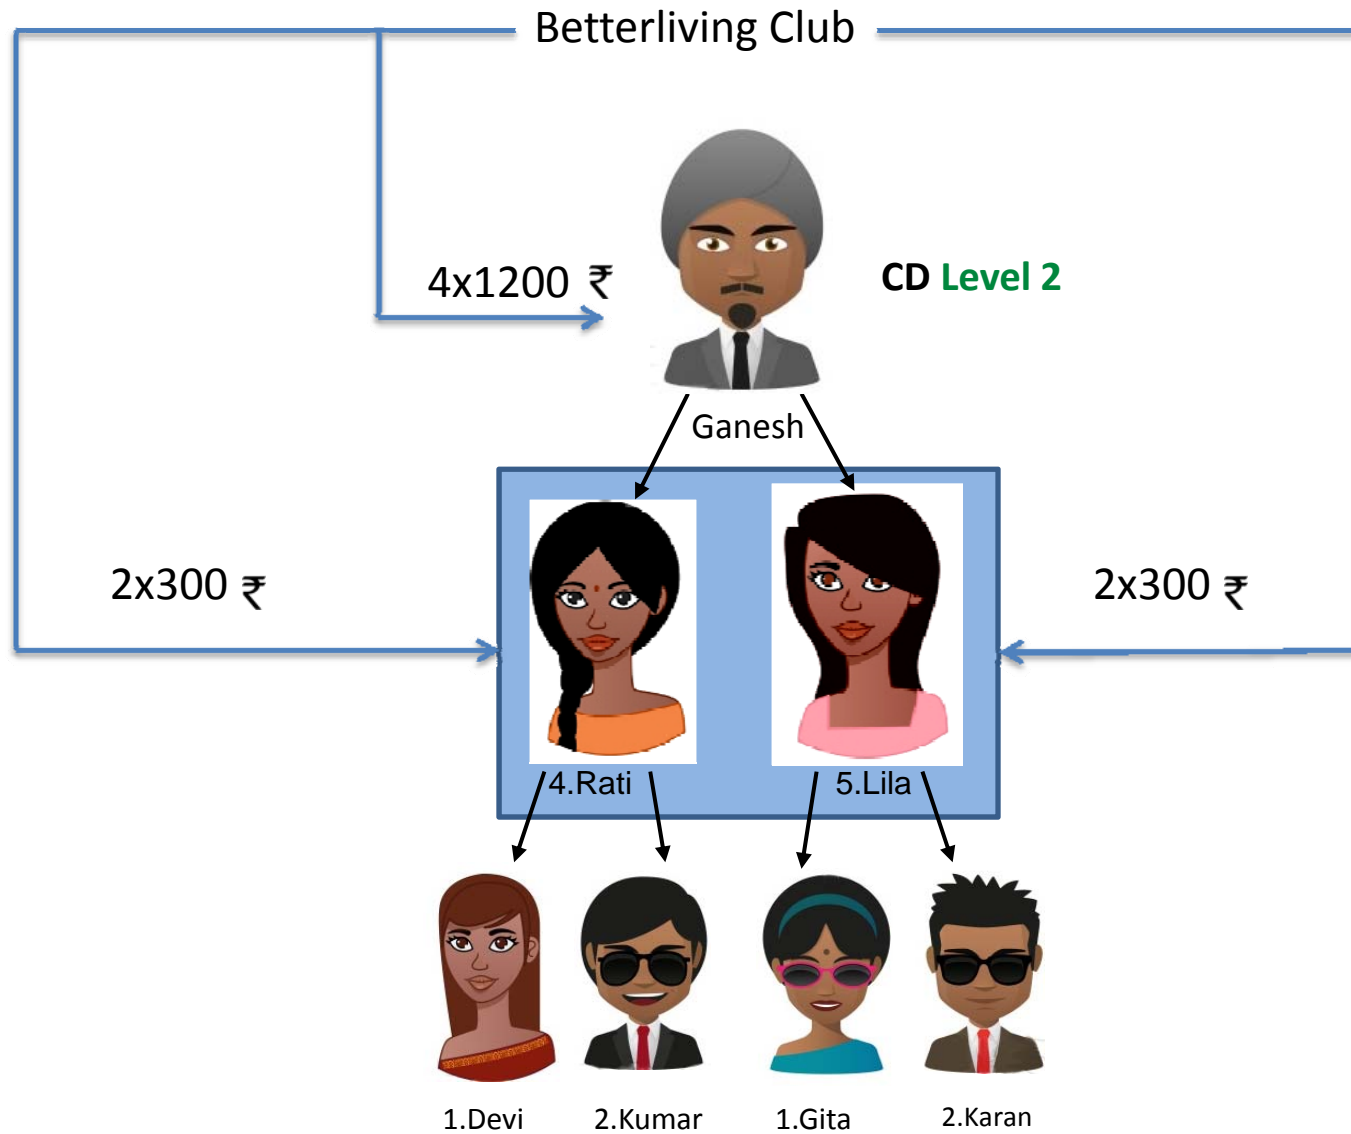 Betterliving Club
4x1200 ₹
CD Level 2
Ganesh
2x300 ₹
2x300 ₹
4.Rati
5.Lila
1.Devi
2.Kumar
1.Gita
2.Karan